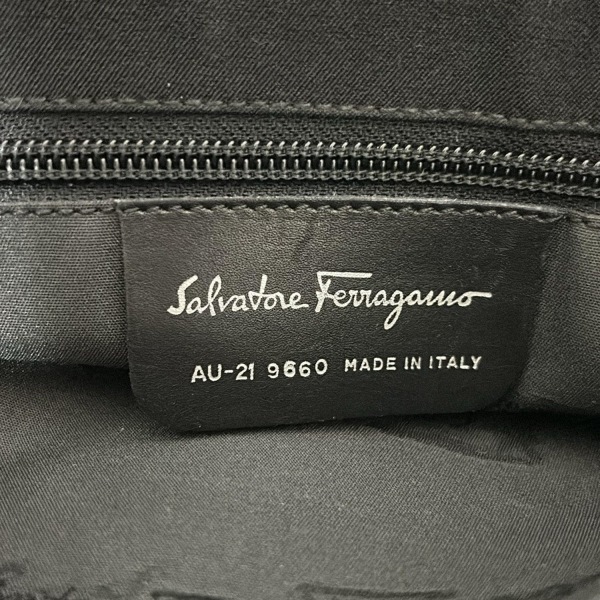 Salvatore Ferragamo
AU-21 9660 MADE IN ITALY